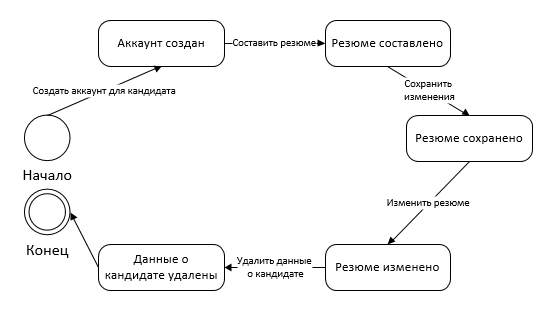 Аккаунт создан
Составить резюме
Резюме составлено
Создать аккаунт для кандидата
Сохранить
изменения
Резюме сохранено
Начало
Изменить резюме
Конец
Данные о
кандидате удалены
Удалить данные
о кандидате
Резюме изменено